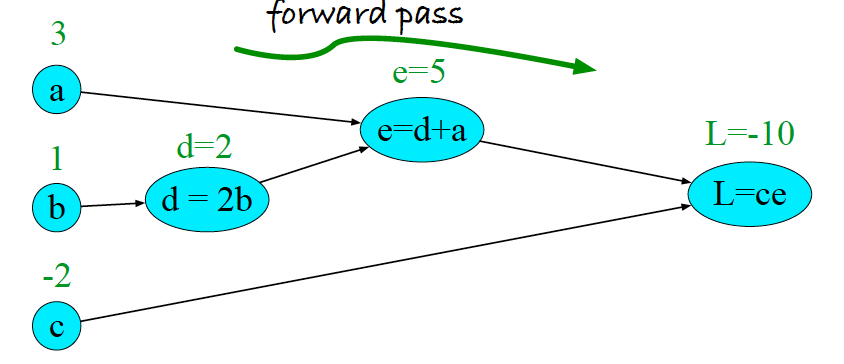 forward pass
3
a
e=5
e=d+a
1
b
d=2
d = 2b
L=-10
L=ce
-2
c